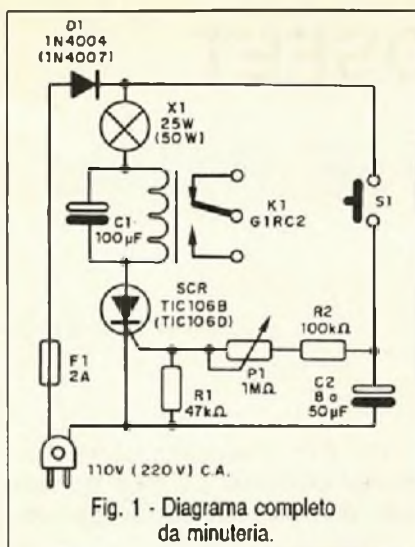 D1
1N4004
(1N4007)
X1
25W
(50W)
C1
100µF
K1
G1RC2
S1
SCR
TIC106B
(TIC106D)
R2
100kΩ
P1
1MΩ
R1
47kΩ
C2
8 a
50µF
F1
2A
110V (220 V) C.A.
Fig. 1 - Diagrama completo
da minuteria.